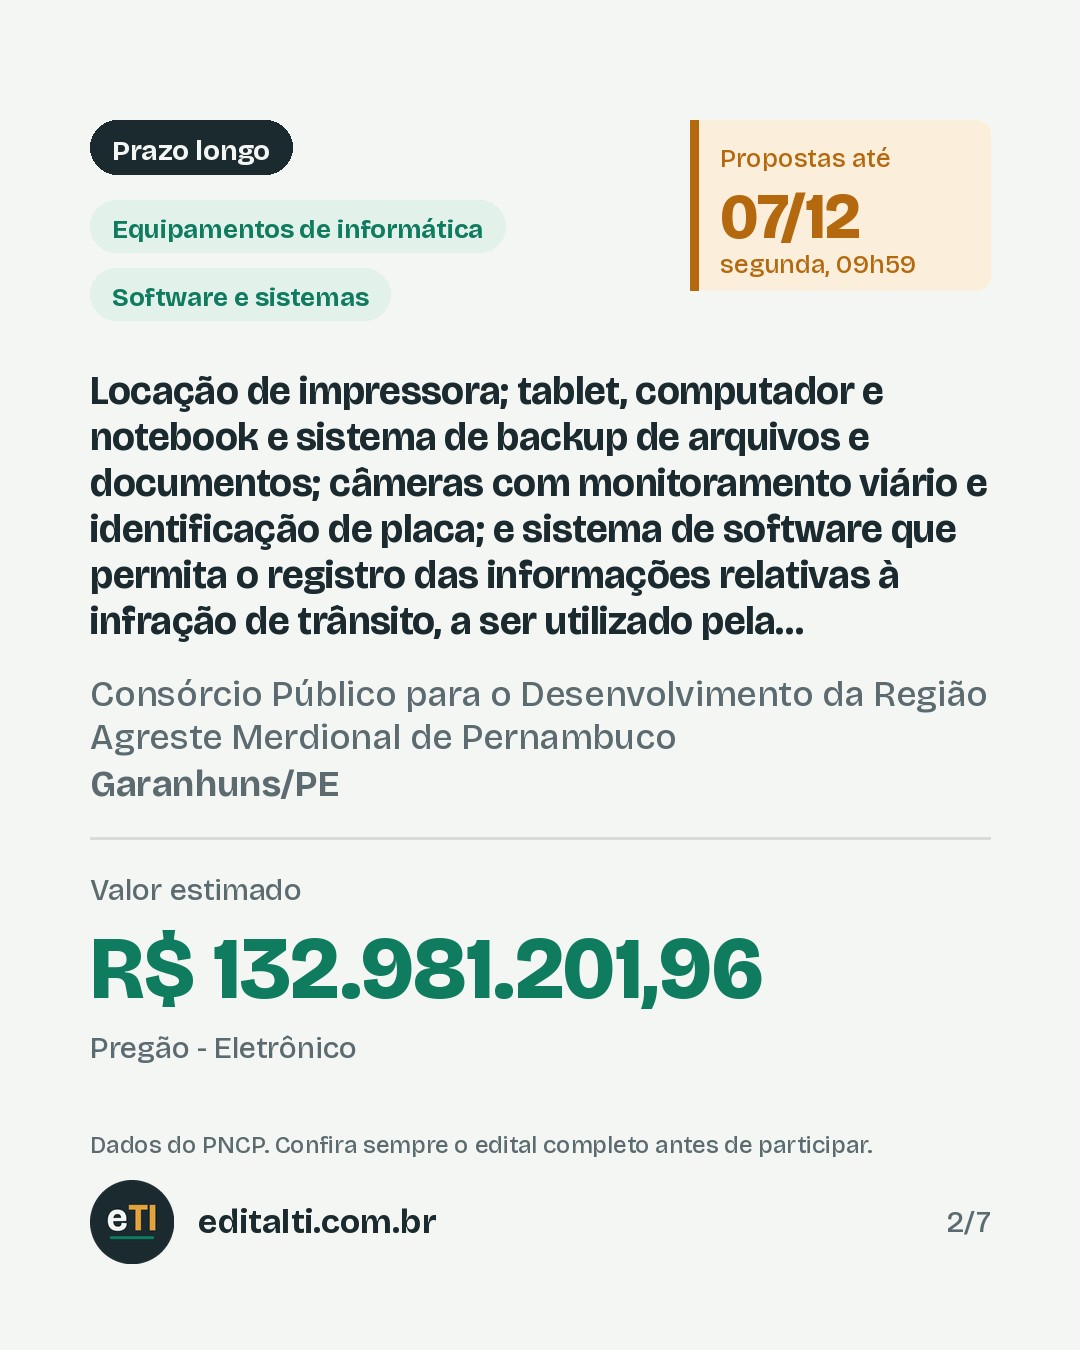 Prazo longo
Equipamentos de informática
Software e sistemas
Propostas até
07/12
segunda, 09h59
Locação de impressora; tablet, computador e
notebook e sistema de backup de arquivos e
documentos; câmeras com monitoramento viário e
identificação de placa; e sistema de software que
permita o registro das informações relativas à
infração de trânsito, a ser utilizado pela...
Consórcio Público para o Desenvolvimento da Região
Agreste Merdional de Pernambuco
Garanhuns/PE
Valor estimado
R$ 132.981.201,96
Pregão - Eletrônico
Dados do PNCP. Confira sempre o edital completo antes de participar.
eTI
editalti.com.br
2/7